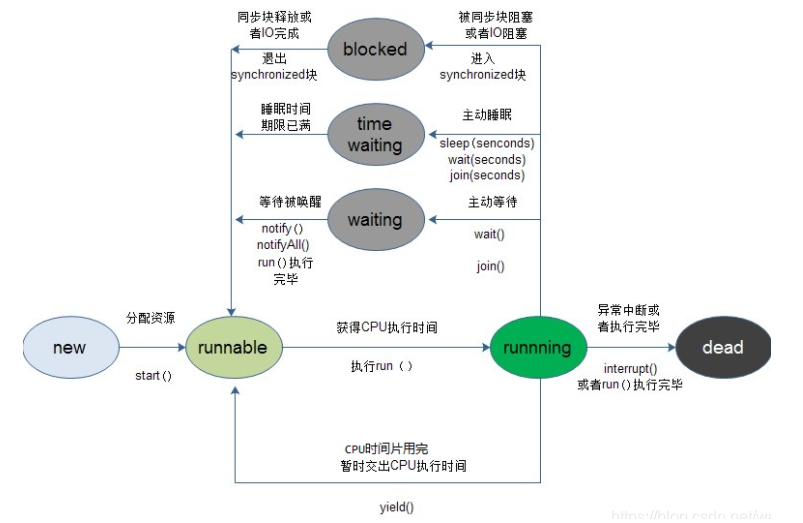 同步块释放或
者IO完成
退出
synchronized块
blocked
被同步块阻塞
或者IO阻塞
进入
synchronized块
睡眠时间
期限已满
time
waiting
主动睡眠
sleep(senconds)
wait(seconds)
join(seconds)
等待被唤醒
notify()
notifyAll()
run()执行
完毕
waiting
主动等待
wait()
join()
new
分配资源
start()
runnable
获得CPU执行时间
执行run（）
runnning
异常中断或
者执行完毕
interrupt()
或者run()执行完毕
dead
CPU时间片用完
暂时交出CPU执行时间
yield()